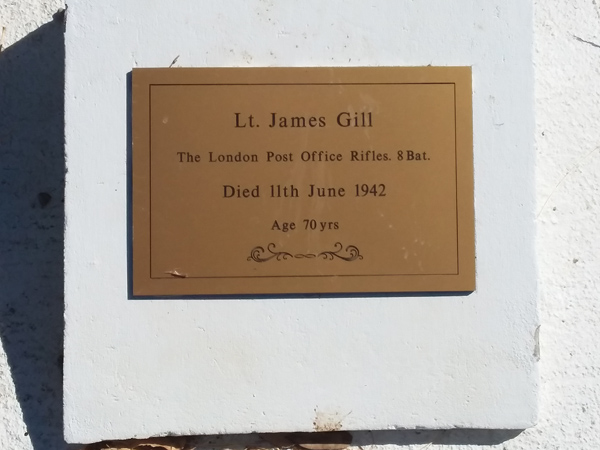 Lt. James Gill
The London Post Office Rifles. 8 Bat.
Died 11th June 1942
Age 70 yrs